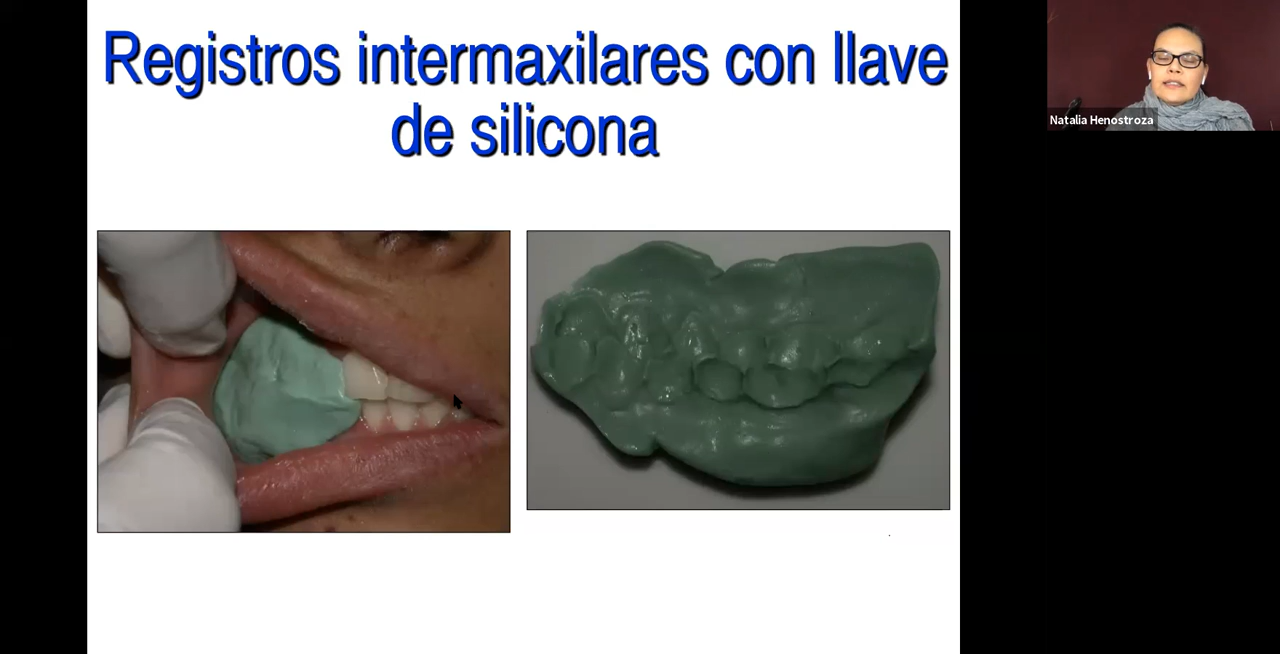 Registros intermaxilares con llave
de silicona
Natalia Henostroza